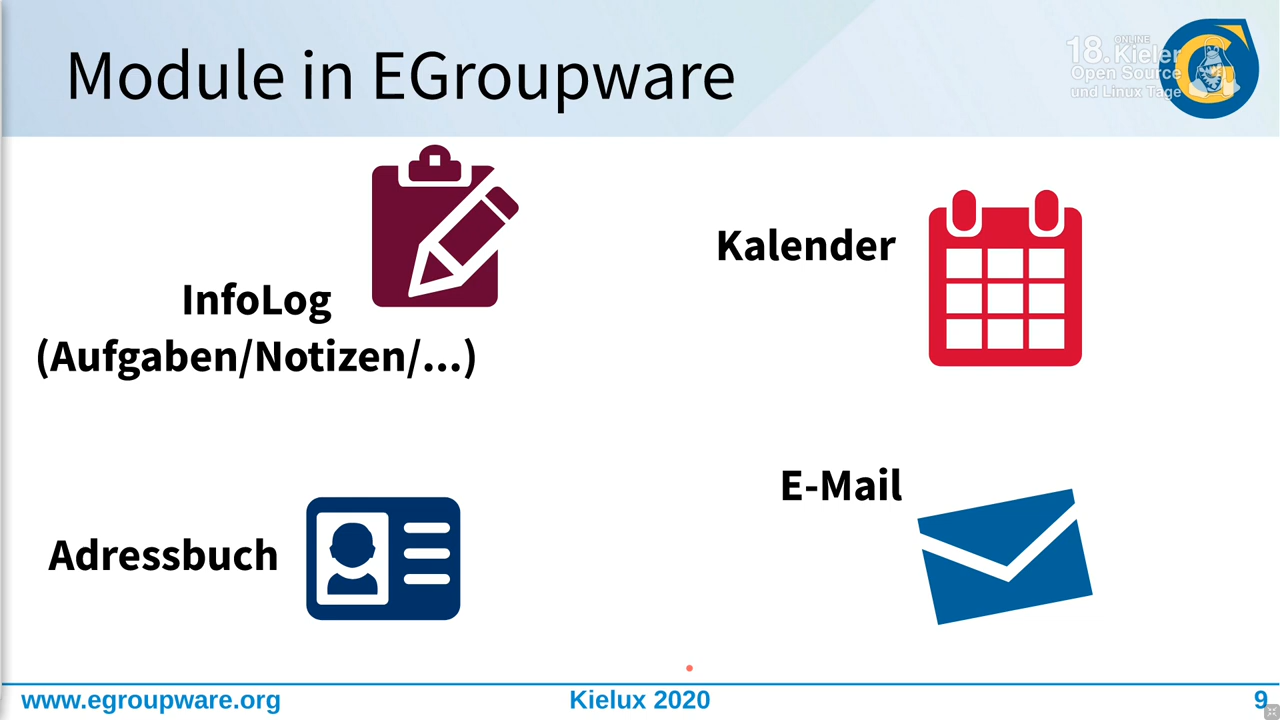 Module in EGroupware
ONLINE
18. Kieler
Open Source
und Linux Tage
InfoLog
(Aufgaben/Notizen/...)
Kalender
Adressbuch
E-Mail
www.egroupware.org
Kielux 2020
9